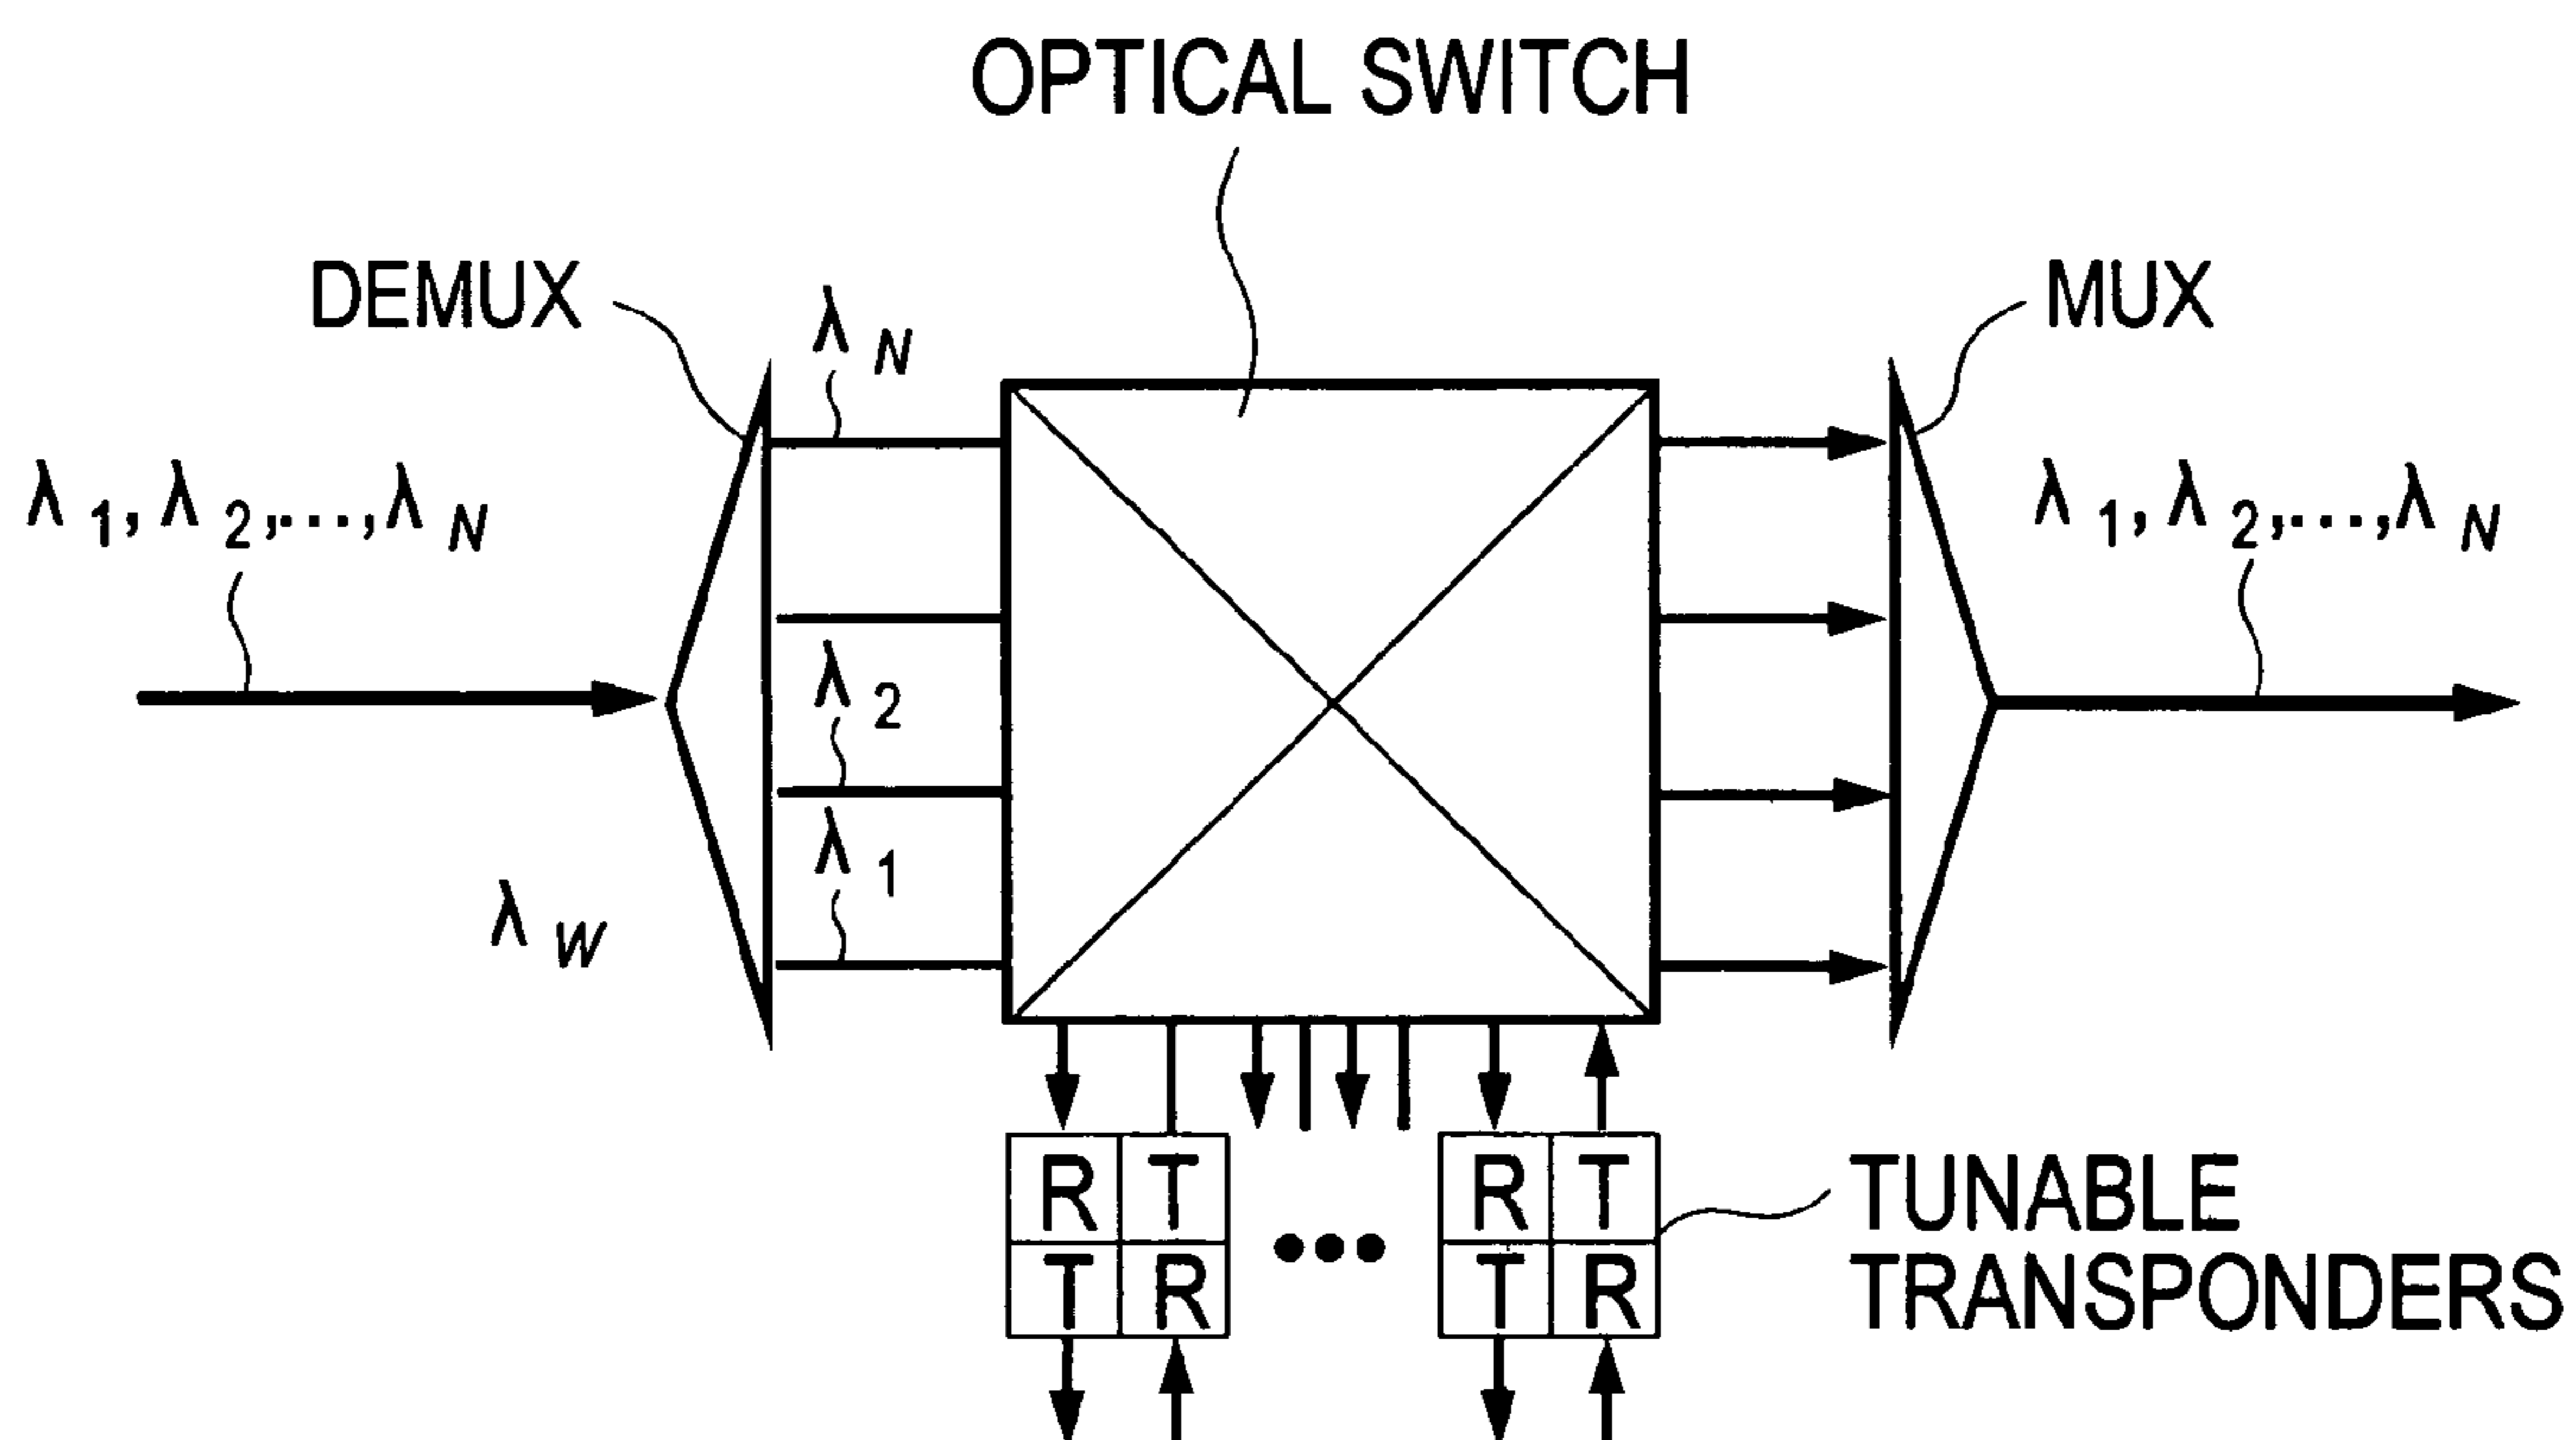 OPTICAL SWITCH
DEMUX
MUX
λ N
λ 1, λ 2,...,λ N
λ 1, λ 2,...,λ N
λ 2
λ 1
λ W
R T
T R
•••
R T
T R
TUNABLE
TRANSPONDERS